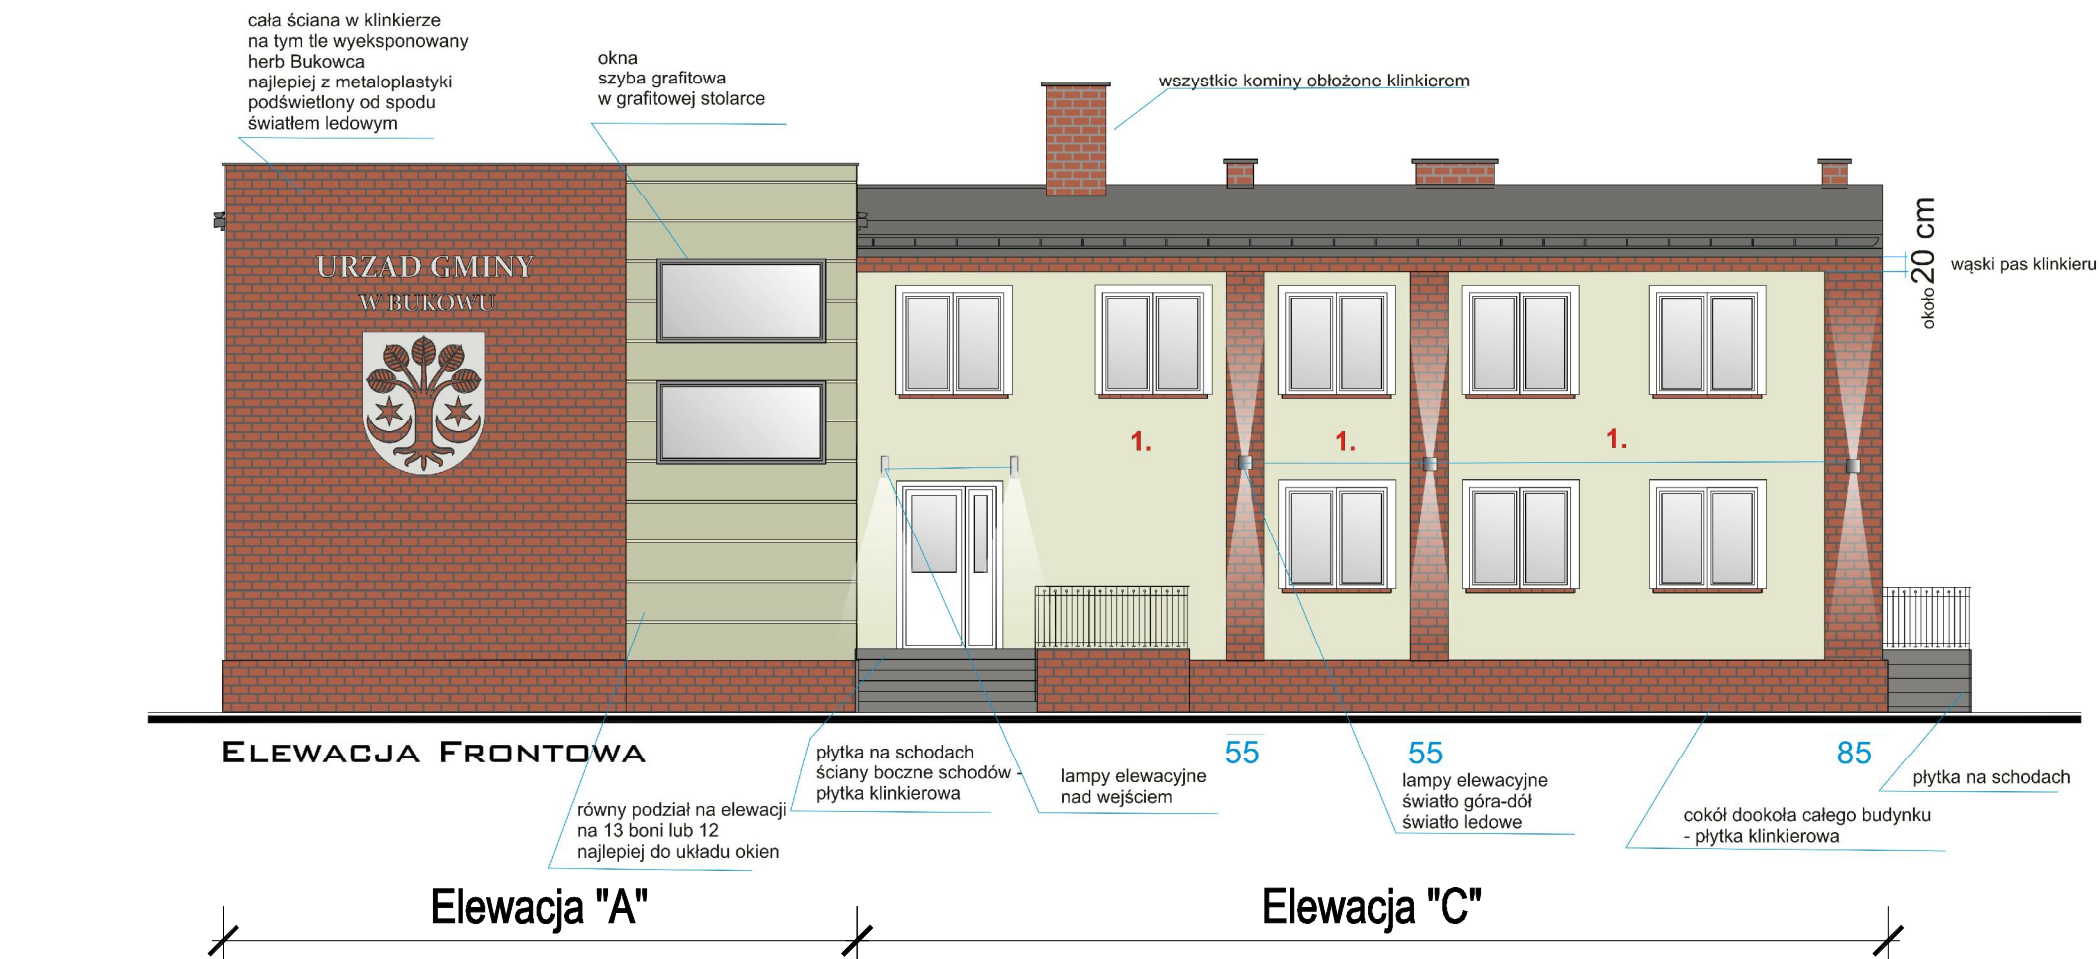 cała ściana w klinkierze
na tym tle wyeksponowany
herb Bukowca
najlepiej z metaloplastyki
podświetlony od spodu
światłem ledowym
okna
szyba grafitowa
w grafitowej stolarce
wszystkie kominy obłożone klinkierem
około 20 cm
wąski pas klinkieru
URZAD GMINY
W BUKOWU
1.
1.
1.
ELEWACJA FRONTOWA
płytka na schodach
ściany boczne schodów -
płytka klinkierowa
lampy elewacyjne
nad wejściem
55
55
85
lampy elewacyjne
światło góra-dół
światło ledowe
płytka na schodach
cokół dookoła całego budynku
- płytka klinkierowa
równy podział na elewacji
na 13 boni lub 12
najlepiej do układu okien
Elewacja "A"
Elewacja "C"